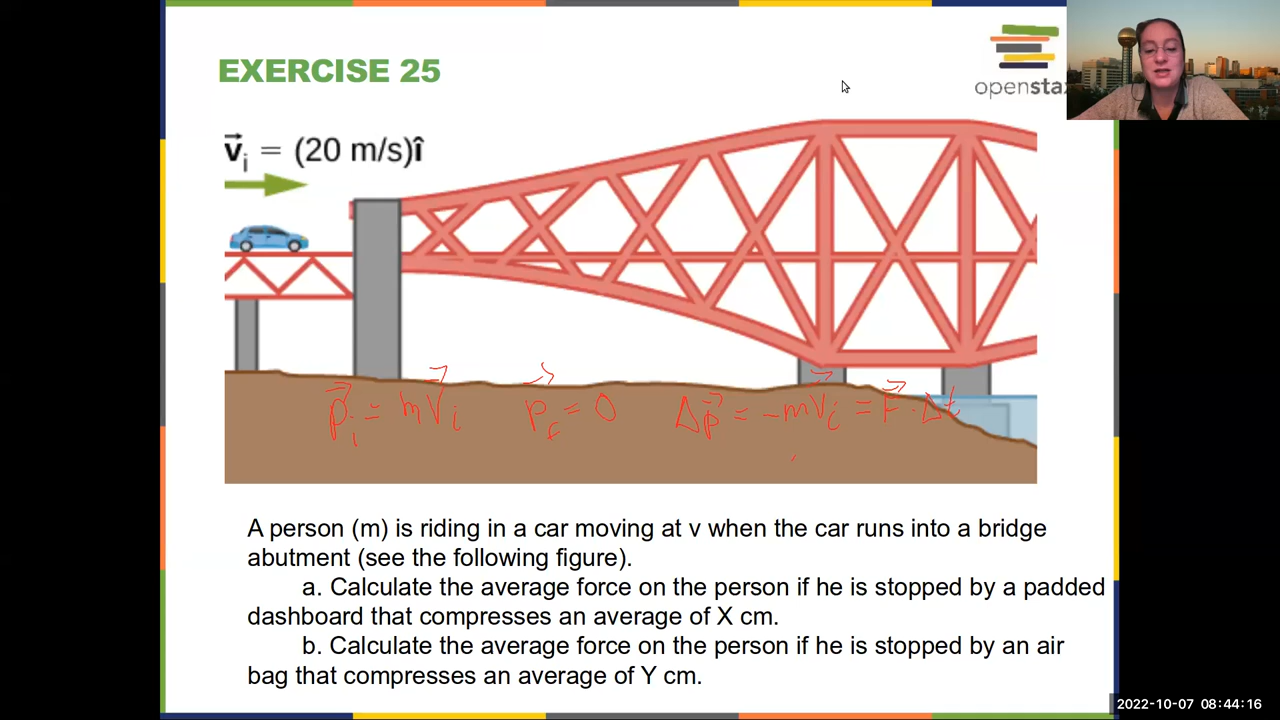 EXERCISE 25
openstax
v⃗ᵢ = (20 m/s)î
p⃗ᵢ = mv⃗ᵢ p⃗f = 0 Δp⃗ = -mv⃗ᵢ = F⃗ · Δt
A person (m) is riding in a car moving at v when the car runs into a bridge
abutment (see the following figure).
a. Calculate the average force on the person if he is stopped by a padded
dashboard that compresses an average of X cm.
b. Calculate the average force on the person if he is stopped by an air
bag that compresses an average of Y cm.
2022-10-07 08:44:16